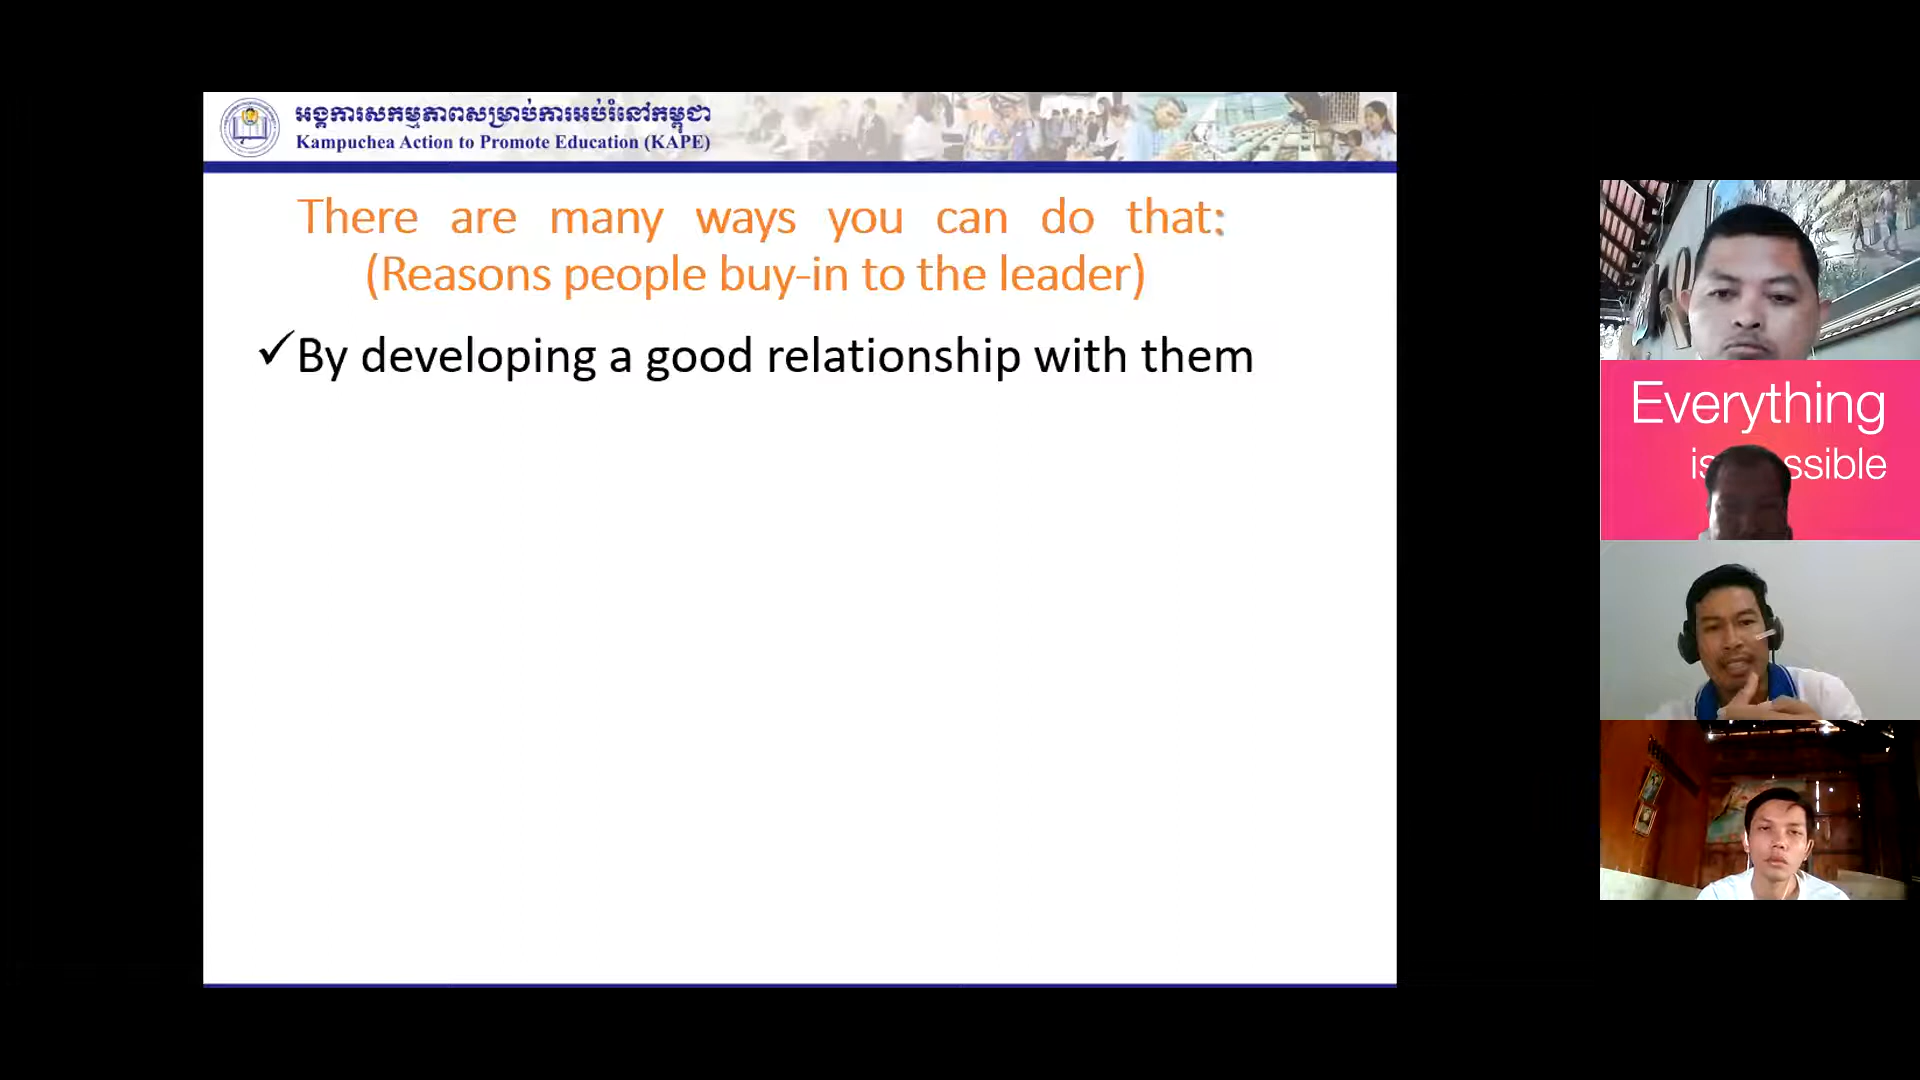 អង្គការសកម្មភាពសម្រាប់ការអប់រំនៅកម្ពុជា
Kampuchea Action to Promote Education (KAPE)
There are many ways you can do that:
(Reasons people buy-in to the leader)
✓By developing a good relationship with them
Everything
is ssible